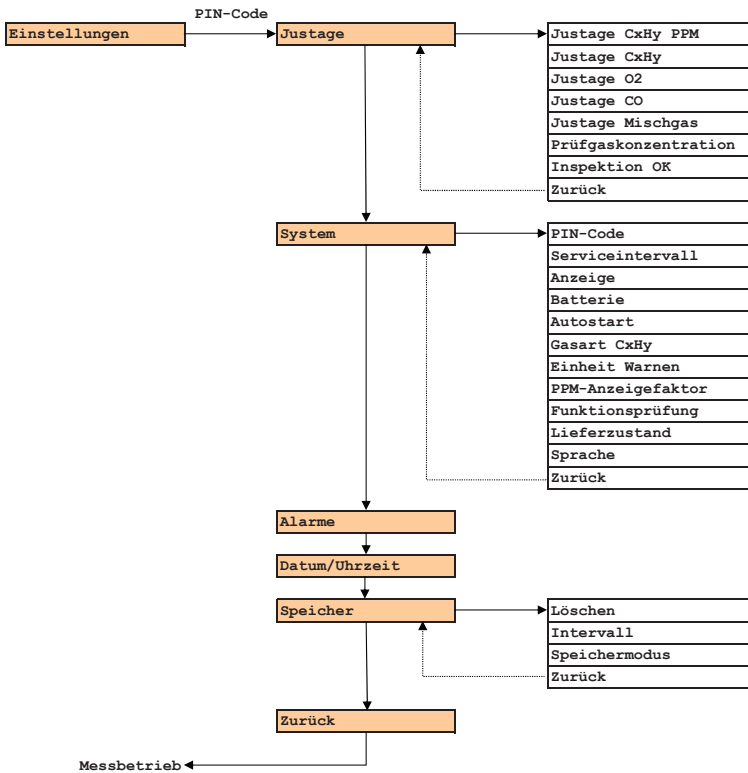 PIN-Code
Einstellungen
Justage
Justage CxHy PPM
Justage CxHy
Justage O2
Justage CO
Justage Mischgas
Prüfgaskonzentration
Inspektion OK
Zurück
System
PIN-Code
Serviceintervall
Anzeige
Batterie
Autostart
Gasart CxHy
Einheit Warnen
PPM-Anzeigefaktor
Funktionsprüfung
Lieferzustand
Sprache
Zurück
Alarme
Datum/Uhrzeit
Speicher
Löschen
Intervall
Speichermodus
Zurück
Zurück
Messbetrieb